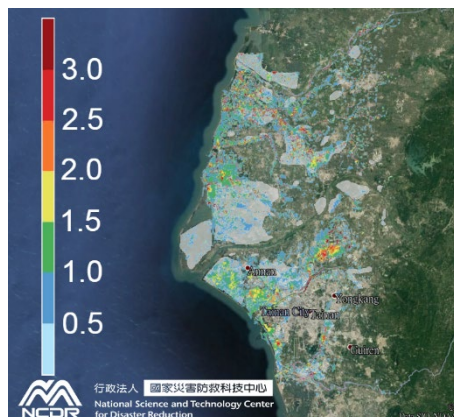 3.0
2.5
2.0
1.5
1.0
0.5
Annan
Yongkang
Tainan City
Tainan
Guiren
NCDR
行政法人 國家災害防救科技中心
National Science and Technology Center
for Disaster Reduction